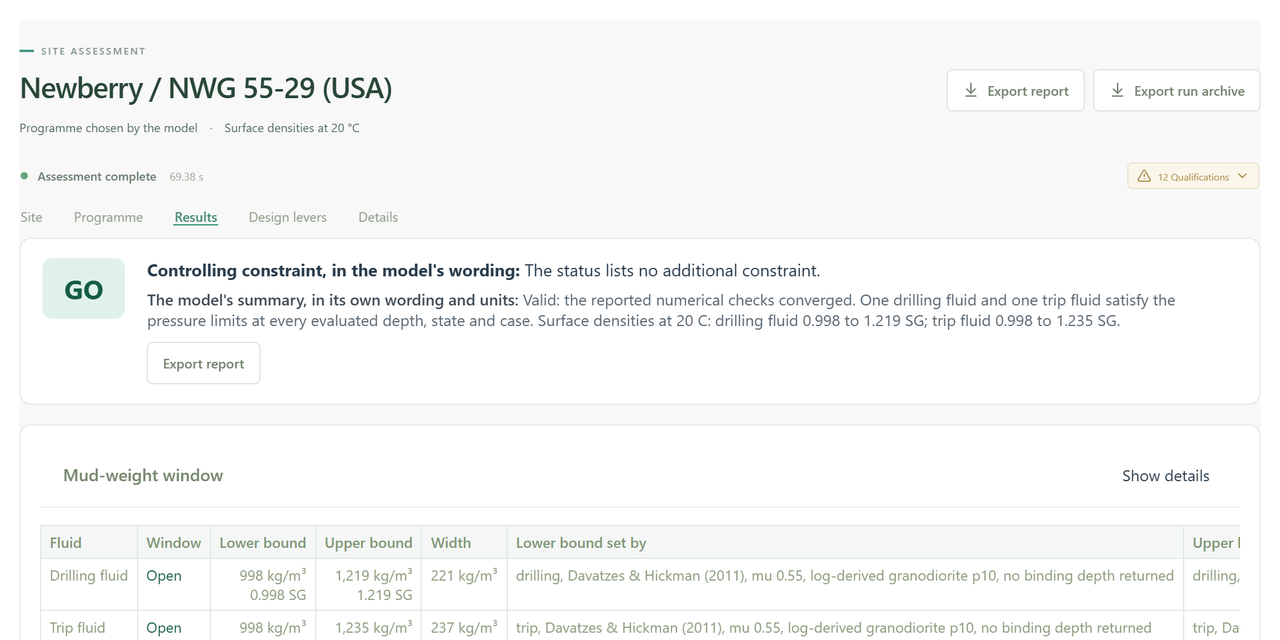 SITE ASSESSMENT
Newberry / NWG 55-29 (USA)
Export report
Export run archive
Programme chosen by the model · Surface densities at 20 °C
Assessment complete 69.38 s
12 Qualifications
Site Programme Results Design levers Details
GO
Controlling constraint, in the model's wording: The status lists no additional constraint.
The model's summary, in its own wording and units: Valid: the reported numerical checks converged. One drilling fluid and one trip fluid satisfy the
pressure limits at every evaluated depth, state and case. Surface densities at 20 C: drilling fluid 0.998 to 1.219 SG; trip fluid 0.998 to 1.235 SG.
Export report
Mud-weight window
Show details
Fluid Window Lower bound Upper bound Width Lower bound set by Upper
Drilling fluid Open 998 kg/m³ 1,219 kg/m³ 221 kg/m³ drilling, Davatzes & Hickman (2011), mu 0.55, log-derived granodiorite p10, no binding depth returned drilling,
0.998 SG 1.219 SG
Trip fluid Open 998 kg/m³ 1,235 kg/m³ 237 kg/m³ trip, Davatzes & Hickman (2011), mu 0.55, log-derived granodiorite p10, no binding depth returned trip, Da